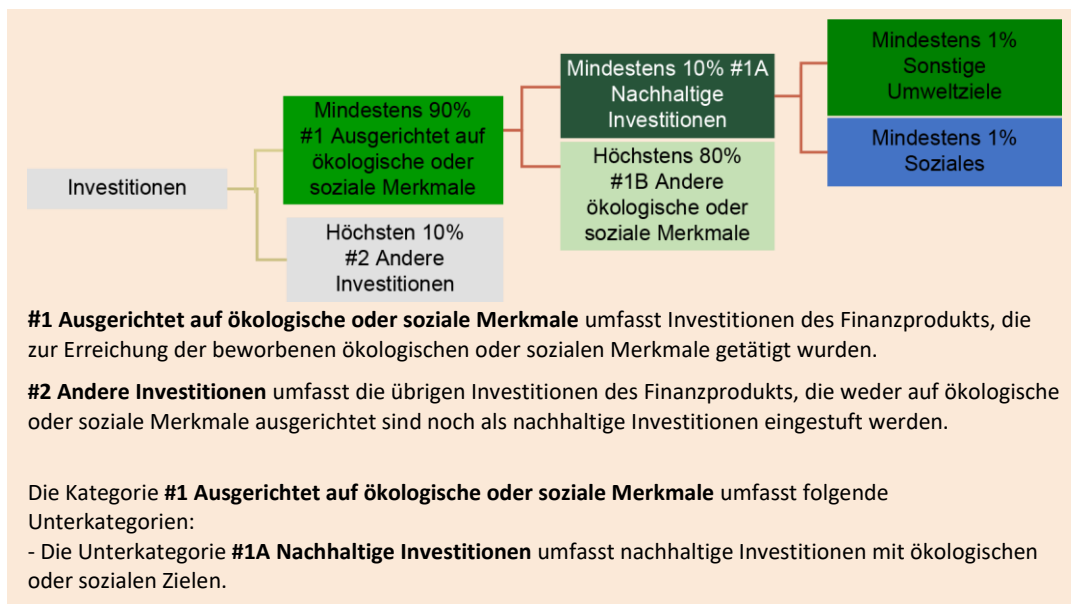 Investitionen
Mindestens 90%
#1 Ausgerichtet auf
ökologische oder
soziale Merkmale
Höchsten 10%
#2 Andere
Investitionen
Mindestens 10% #1A
Nachhaltige
Investitionen
Höchstens 80%
#1B Andere
ökologische oder
soziale Merkmale
Mindestens 1%
Sonstige
Umweltziele
Mindestens 1%
Soziales
#1 Ausgerichtet auf ökologische oder soziale Merkmale umfasst Investitionen des Finanzprodukts, die
zur Erreichung der beworbenen ökologischen oder sozialen Merkmale getätigt wurden.
#2 Andere Investitionen umfasst die übrigen Investitionen des Finanzprodukts, die weder auf ökologische
oder soziale Merkmale ausgerichtet sind noch als nachhaltige Investitionen eingestuft werden.
Die Kategorie #1 Ausgerichtet auf ökologische oder soziale Merkmale umfasst folgende
Unterkategorien:
- Die Unterkategorie #1A Nachhaltige Investitionen umfasst nachhaltige Investitionen mit ökologischen
oder sozialen Zielen.